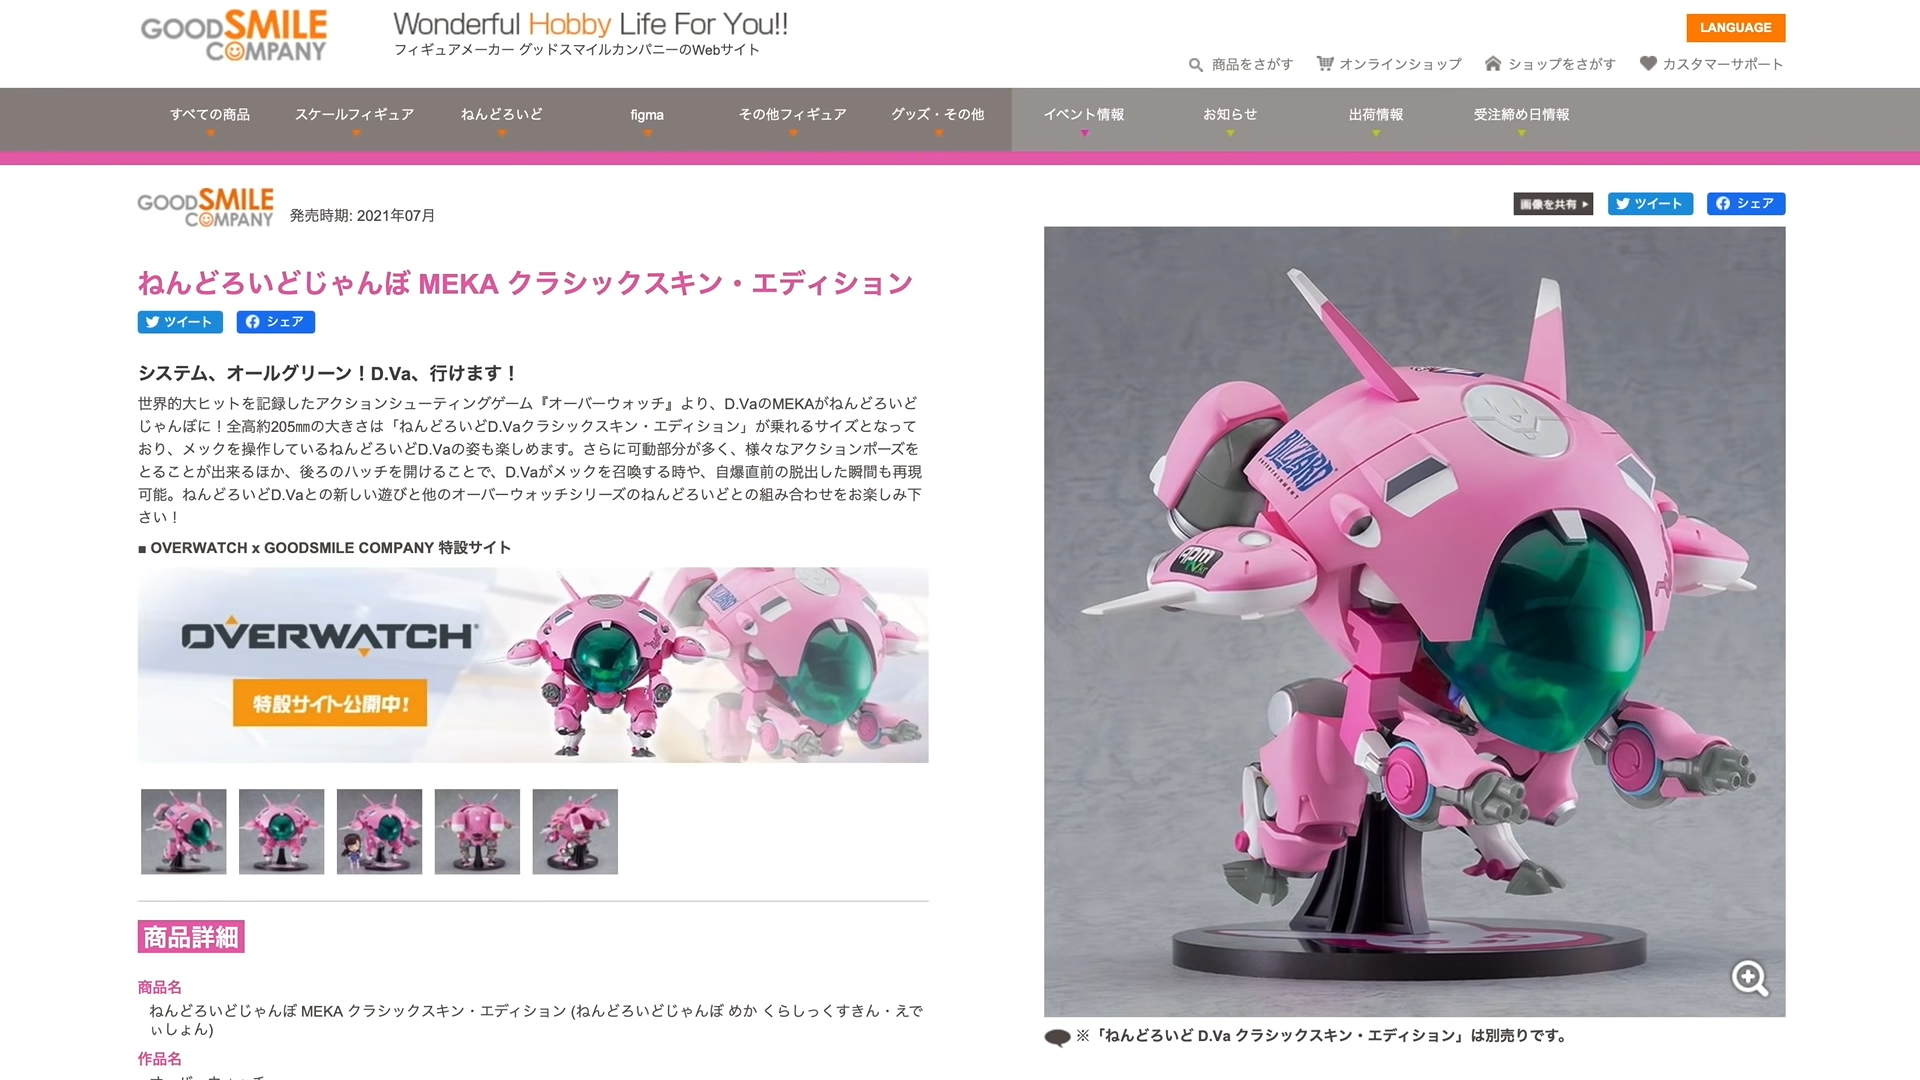 GOODSMILE COMPANY
Wonderful Hobby Life For You!!
フィギュアメーカー グッドスマイルカンパニーのWebサイト
LANGUAGE
商品をさがす オンラインショップ ショップをさがす カスタマーサポート
すべての商品 スケールフィギュア ねんどろいど figma その他フィギュア グッズ・その他 イベント情報 お知らせ 出荷情報 受注締め日情報
GOODSMILE COMPANY 発売時期: 2021年07月
画像を共有 ツイート シェア
ねんどろいどじゃんぼ MEKA クラシックスキン・エディション
ツイート シェア
システム、オールグリーン！D.Va、行けます！
世界的大ヒットを記録したアクションシューティングゲーム『オーバーウォッチ』より、D.VaのMEKAがねんどろいど
じゃんぼに！全高約205㎜の大きさは「ねんどろいどD.Vaクラシックスキン・エディション」が乗れるサイズとなって
おり、メックを操作しているねんどろいどD.Vaの姿も楽しめます。さらに可動部分が多く、様々なアクションポーズを
とることが出来るほか、後ろのハッチを開けることで、D.Vaがメックを召喚する時や、自爆直前の脱出した瞬間も再現
可能。ねんどろいどD.Vaとの新しい遊びと他のオーバーウォッチシリーズのねんどろいどとの組み合わせをお楽しみ下
さい！
■ OVERWATCH x GOODSMILE COMPANY 特設サイト
OVERWATCH
特設サイト公開中!
BLIZZARD
ENTERTAINMENT
商品詳細
商品名
ねんどろいどじゃんぼ MEKA クラシックスキン・エディション (ねんどろいどじゃんぼ めか くらしっくすきん・えで
ぃしょん)
作品名
※「ねんどろいど D.Va クラシックスキン・エディション」は別売りです。